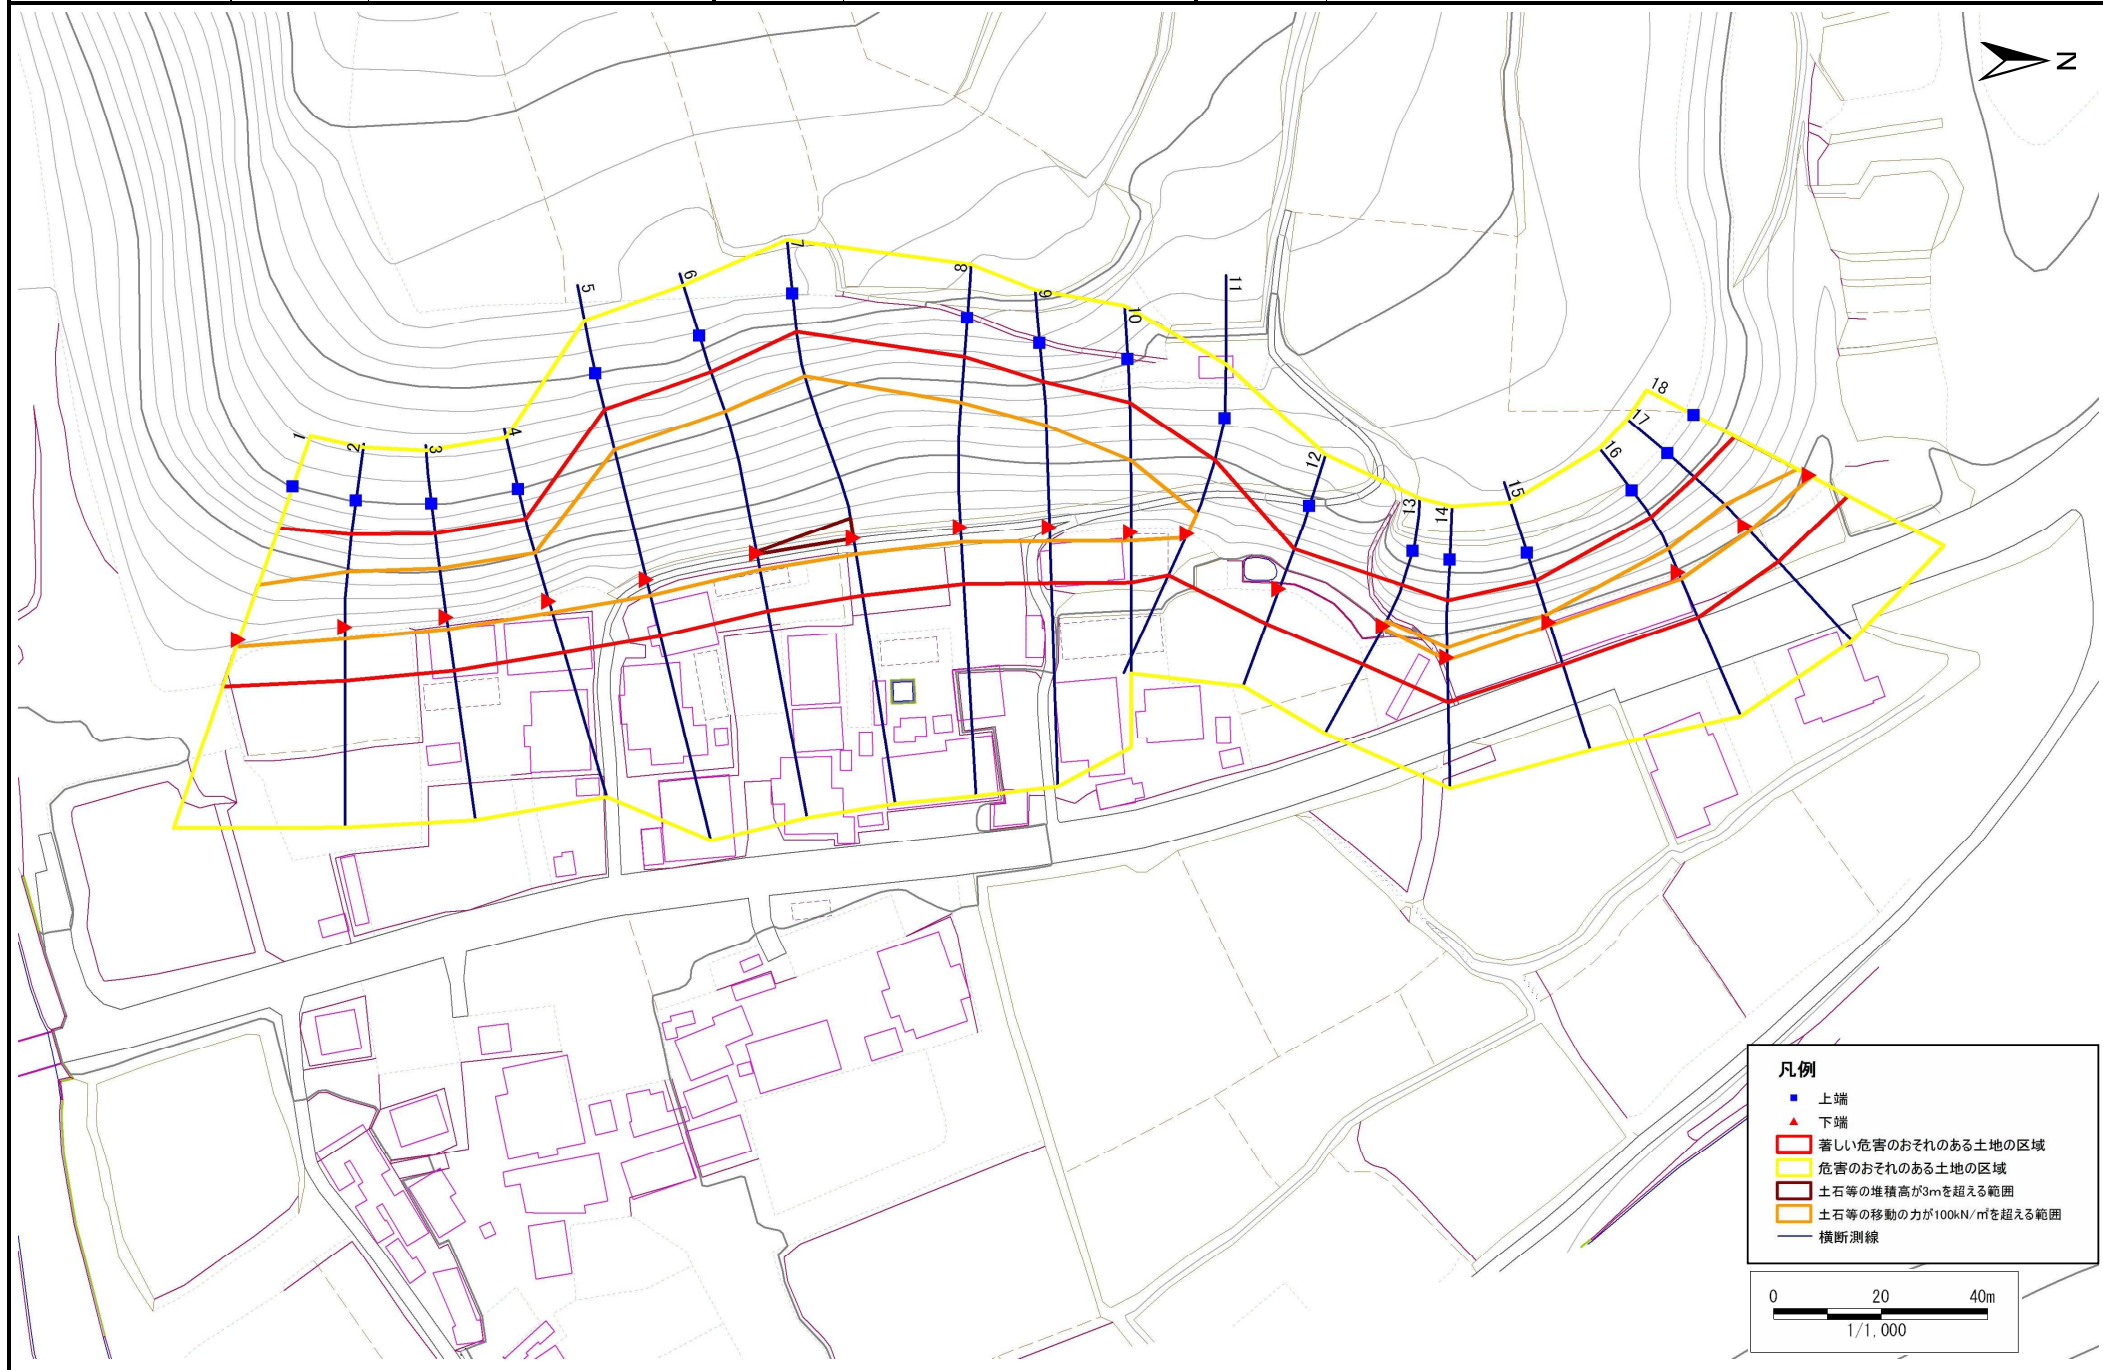 N
1
2
3
4
5
6
7
8
9
10
11
12
13
14
15
16
17
18
凡例
上端
下端
著しい危害のおそれのある土地の区域
危害のおそれのある土地の区域
土石等の堆積高が3mを超える範囲
土石等の移動の力が100kN/㎡を超える範囲
横断測線
0 20 40m
1/1,000